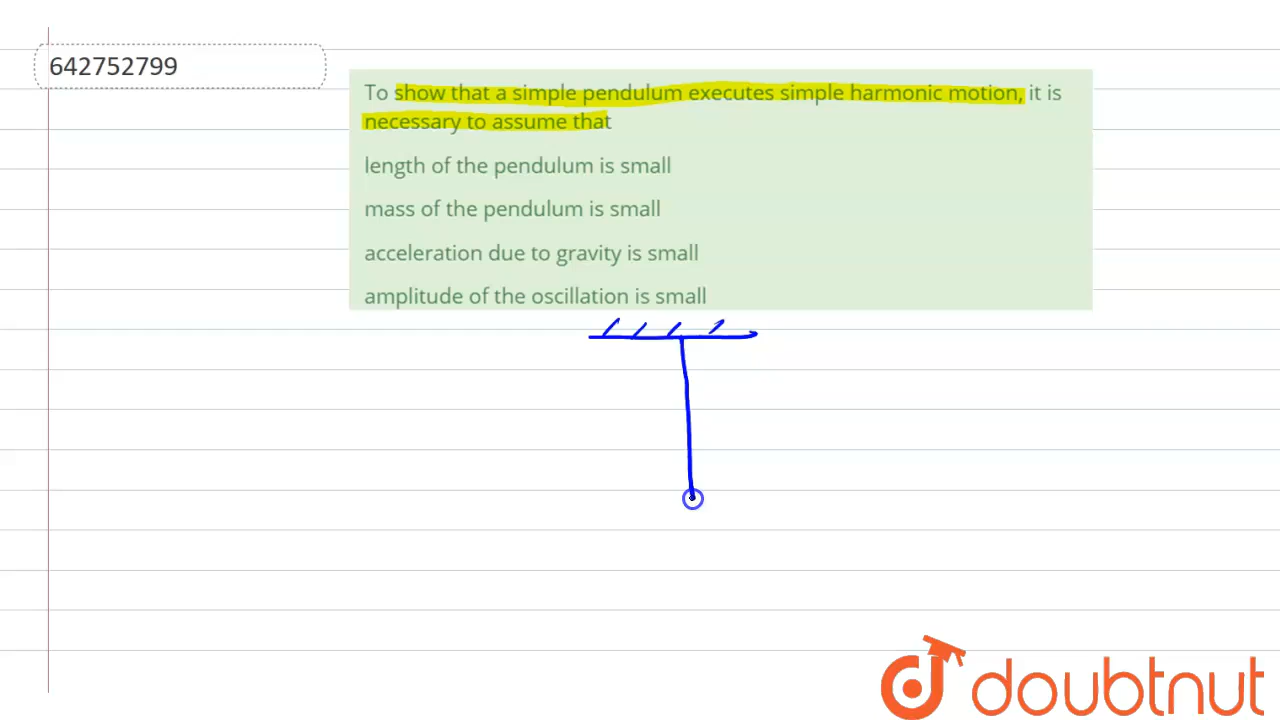 642752799
To show that a simple pendulum executes simple harmonic motion, it is
necessary to assume that
length of the pendulum is small
mass of the pendulum is small
acceleration due to gravity is small
amplitude of the oscillation is small
doubtnut